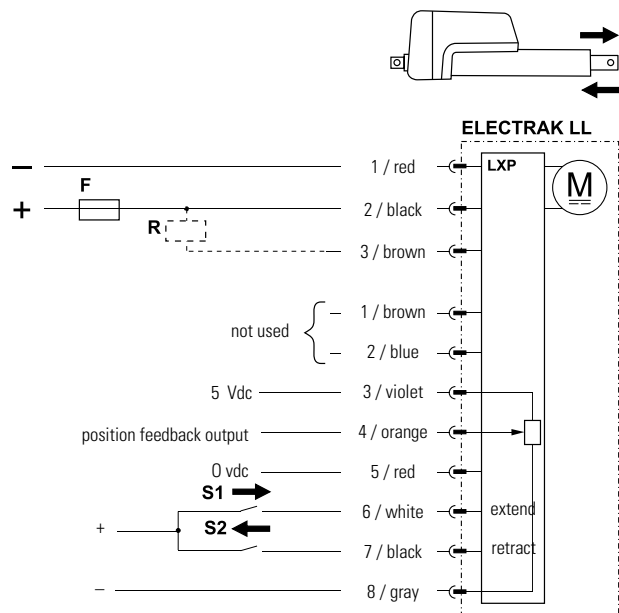 ELECTRAK LL
− 1 / red LXP M
F
+ 2 / black
R
3 / brown
1 / brown
not used
2 / blue
5 Vdc 3 / violet
position feedback output 4 / orange
0 vdc 5 / red
S1
6 / white extend
+ S2
7 / black retract
− 8 / gray